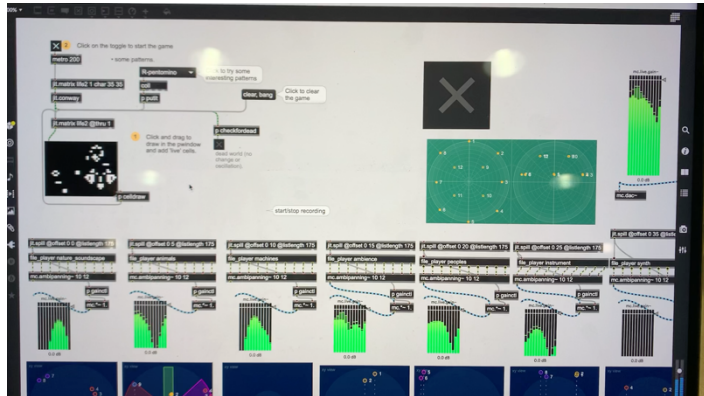 Click on the toggle to start the game
metro 200
• some patterns
R-pentomino
to try some
interesting patterns
jit.matrix life2 1 char 35 35
coll
jit.conway
p pulit
clear, bang
Click to clear
the game
jit.matrix life2 @thru 1
1
Click and drag to
draw in the pwindow
and add 'live' cells.
p checkfordead
dead world (no
change or
oscillation)
p celldraw
start/stop recording
mc.live.gain~
0.0 dB
mc.dac~
jit.spill @offset 0 0 @listlength 175
jit.spill @offset 0 5 @listlength 175
jit.spill @offset 0 10 @listlength 175
jit.spill @offset 0 15 @listlength 175
jit.spill @offset 0 20 @listlength 175
jit.spill @offset 0 25 @listlength 175
jit.spill @offset 0 35 @listl
file_player nature_soundscape
file_player animals
file_player machines
file_player ambience
file_player peoples
file_player instrument
file_player synth
mc.ambipanning~ 10 12
mc.ambipanning~ 10 12
mc.ambipanning~ 10 12
mc.ambipanning~ 10 12
mc.ambipanning~ 10 12
mc.ambipanning~ 10 12
mc.ambipanning~ 10 12
p gainctl
p gainctl
p gainctl
p gainctl
p gainctl
p gainctl
mc.*~ 1.
mc.*~ 1.
mc.*~ 1.
mc.*~ 1.
mc.*~ 1.
mc.*~ 1.
0.0 dB
0.0 dB
0.0 dB
0.0 dB
0.0 dB
0.0 dB
0.0 dB